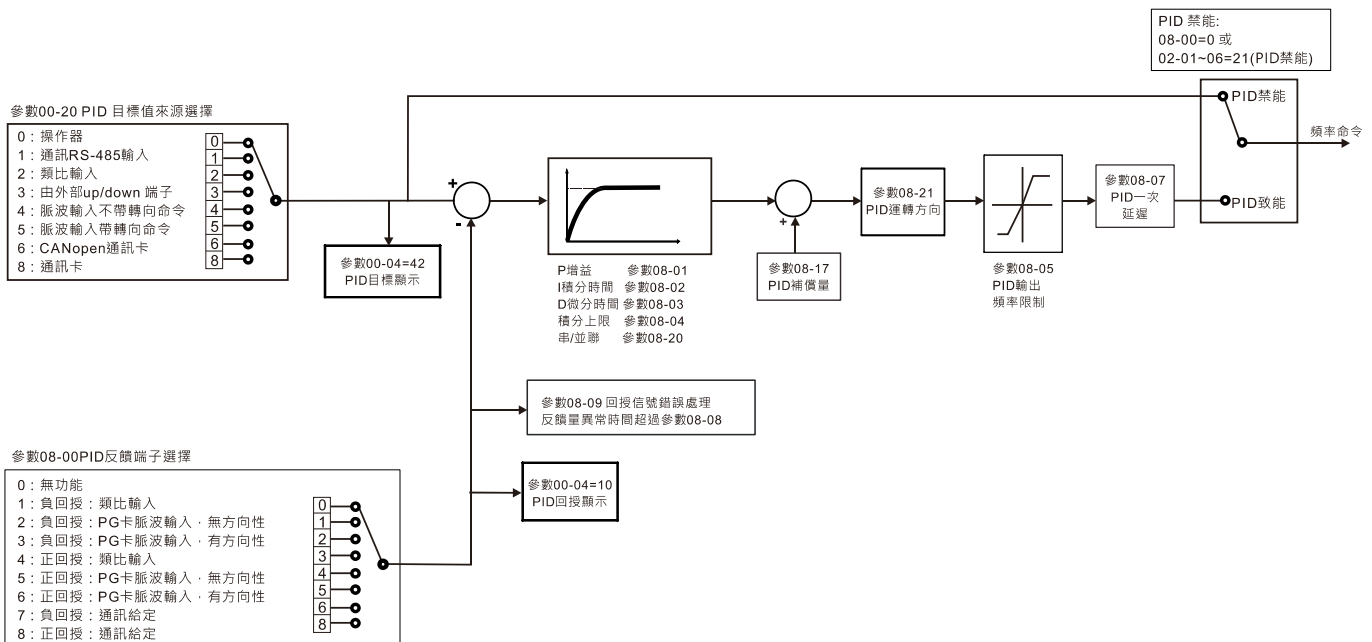 PID 禁能:
08-00=0 或
02-01~06=21(PID禁能)
參數00-20 PID 目標值來源選擇
0：操作器
1：通訊RS-485輸入
2：類比輸入
3：由外部up/down 端子
4：脈波輸入不帶轉向命令
5：脈波輸入帶轉向命令
6：CANopen通訊卡
8：通訊卡
0
1
2
3
4
5
6
8
參數00-04=42
PID目標顯示
+
-
P增益 參數08-01
I積分時間 參數08-02
D微分時間 參數08-03
積分上限 參數08-04
串/並聯 參數08-20
+
參數08-17
PID補償量
參數08-21
PID運轉方向
參數08-05
PID輸出
頻率限制
參數08-07
PID一次
延遲
PID禁能
PID致能
頻率命令
參數08-09 回授信號錯誤處理
反饋量異常時間超過參數08-08
參數00-04=10
PID回授顯示
參數08-00PID反饋端子選擇
0：無功能
1：負回授：類比輸入
2：負回授：PG卡脈波輸入，無方向性
3：負回授：PG卡脈波輸入，有方向性
4：正回授：類比輸入
5：正回授：PG卡脈波輸入，無方向性
6：正回授：PG卡脈波輸入，有方向性
7：負回授：通訊給定
8：正回授：通訊給定
0
1
2
3
4
5
6
8